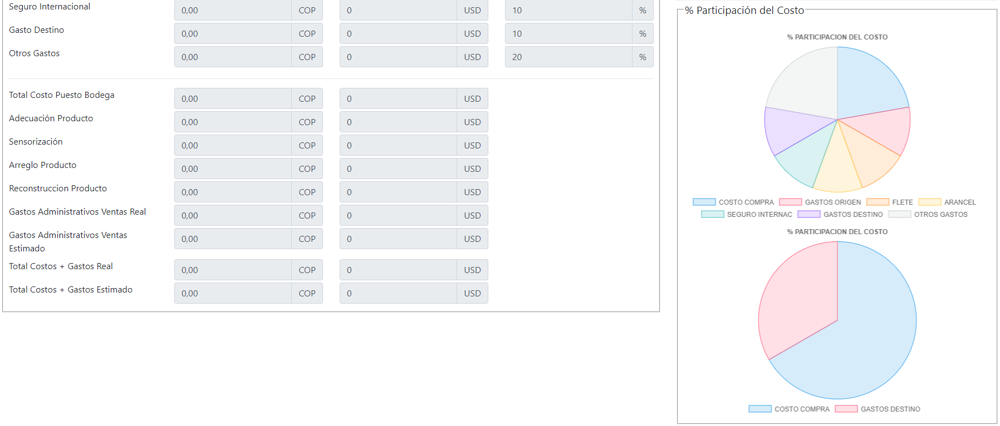 Seguro Internacional 0,00 COP 0 USD 10 %
Gasto Destino 0,00 COP 0 USD 10 %
Otros Gastos 0,00 COP 0 USD 20 %
Total Costo Puesto Bodega 0,00 COP 0 USD
Adecuación Producto 0,00 COP 0 USD
Sensorización 0,00 COP 0 USD
Arreglo Producto 0,00 COP 0 USD
Reconstruccion Producto 0,00 COP 0 USD
Gastos Administrativos Ventas Real 0,00 COP 0 USD
Gastos Administrativos Ventas 0,00 COP 0 USD
Estimado
Total Costos + Gastos Real 0,00 COP 0 USD
Total Costos + Gastos Estimado 0,00 COP 0 USD
% Participación del Costo
% PARTICIPACION DEL COSTO
COSTO COMPRA GASTOS ORIGEN FLETE ARANCEL
SEGURO INTERNAC GASTOS DESTINO OTROS GASTOS
% PARTICIPACION DEL COSTO
COSTO COMPRA GASTOS DESTINO